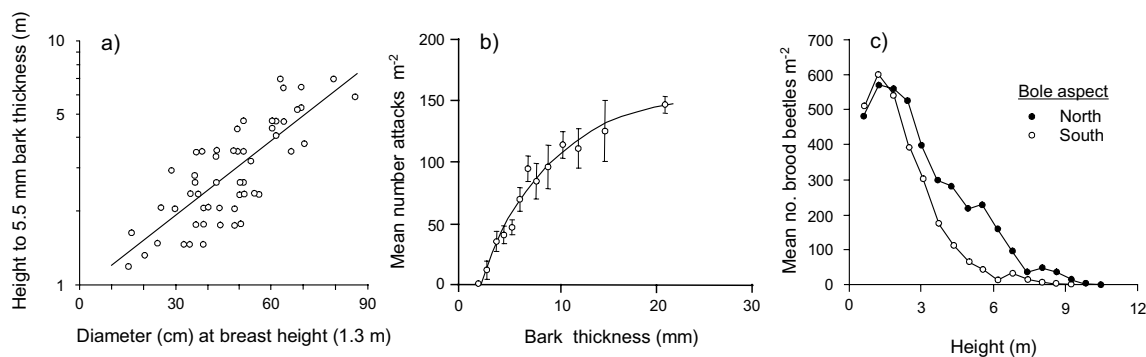 a)
Height to 5.5 mm bark thickness (m)
10
5
1
0
30
60
90
Diameter (cm) at breast height (1.3 m)
b)
Mean number attacks m-2
200
150
100
50
0
0
10
20
30
Bark thickness (mm)
c)
Mean no. brood beetles m-2
700
600
500
400
300
200
100
0
0
3
6
9
12
Height (m)
Bole aspect
North
South